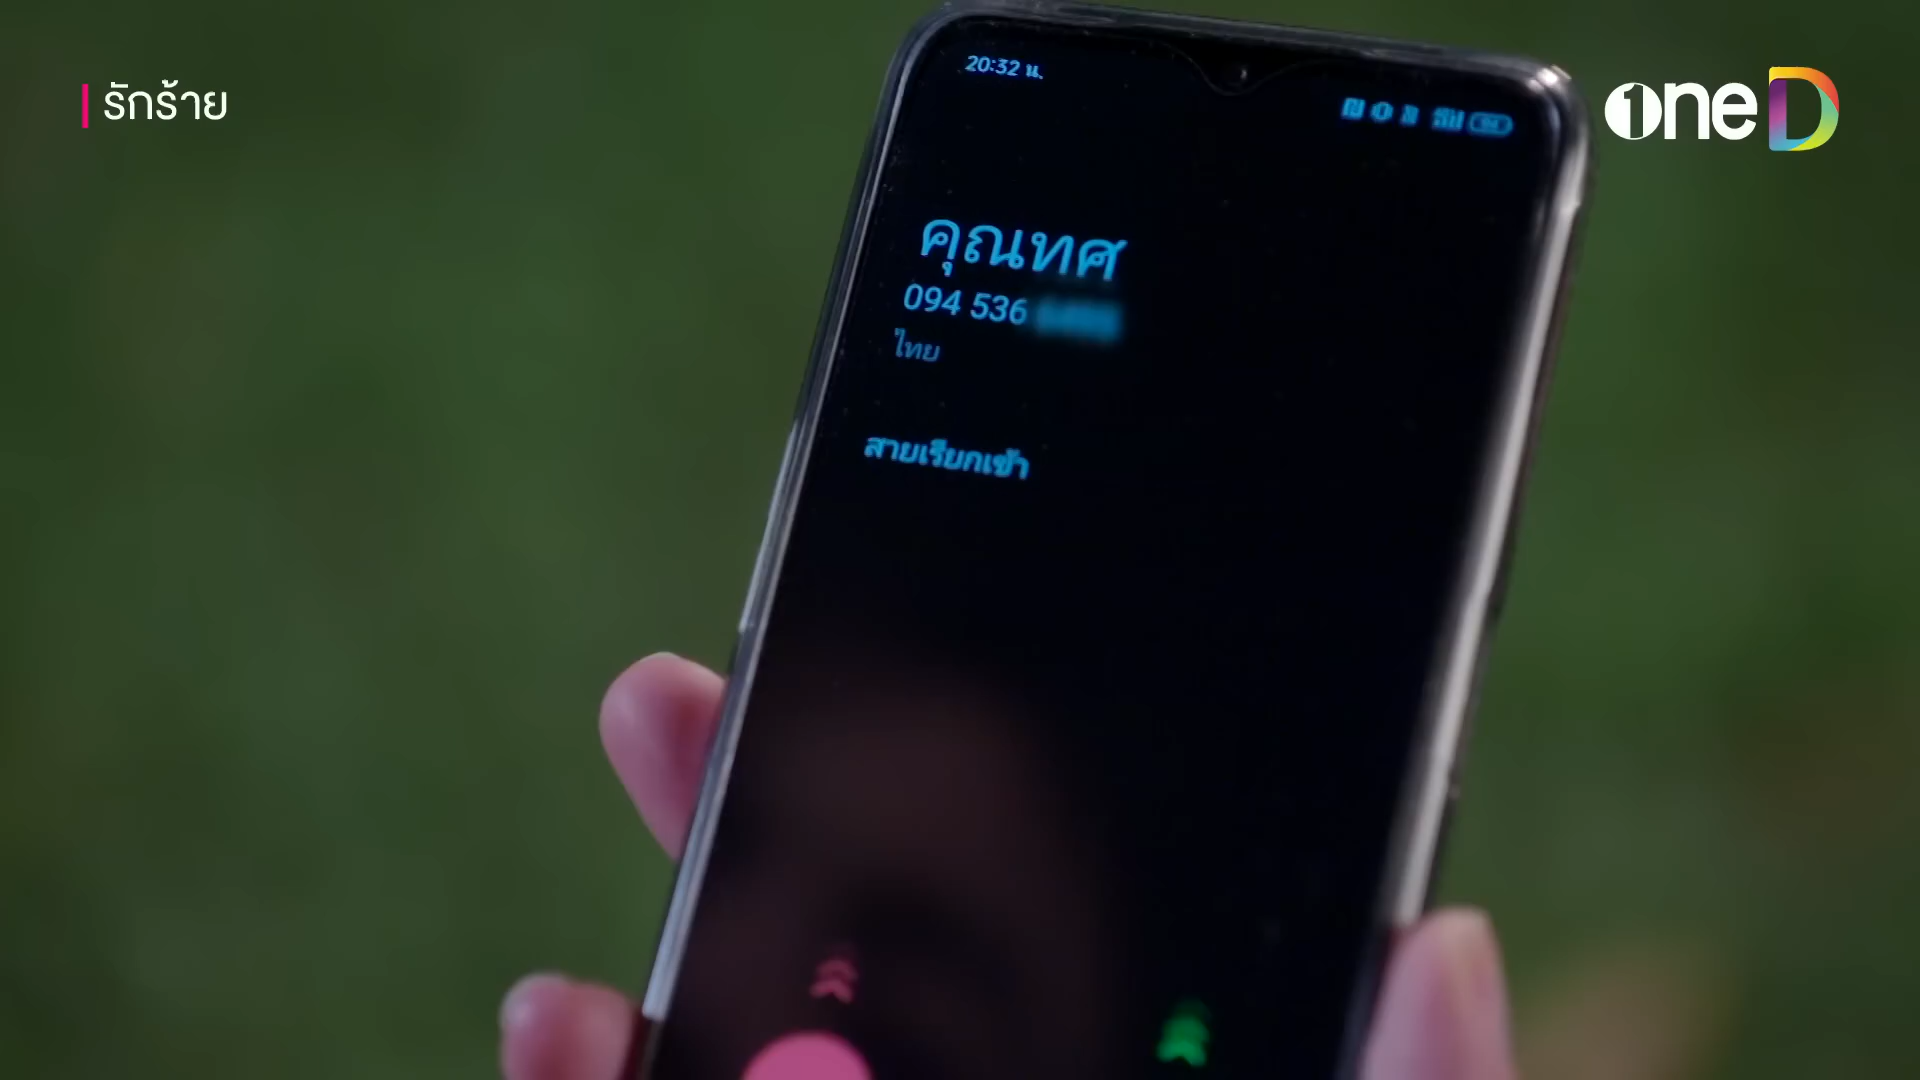 รักร้าย
oneD
20:32 น.
คุณทศ
094 536
ไทย
สายเรียกเข้า